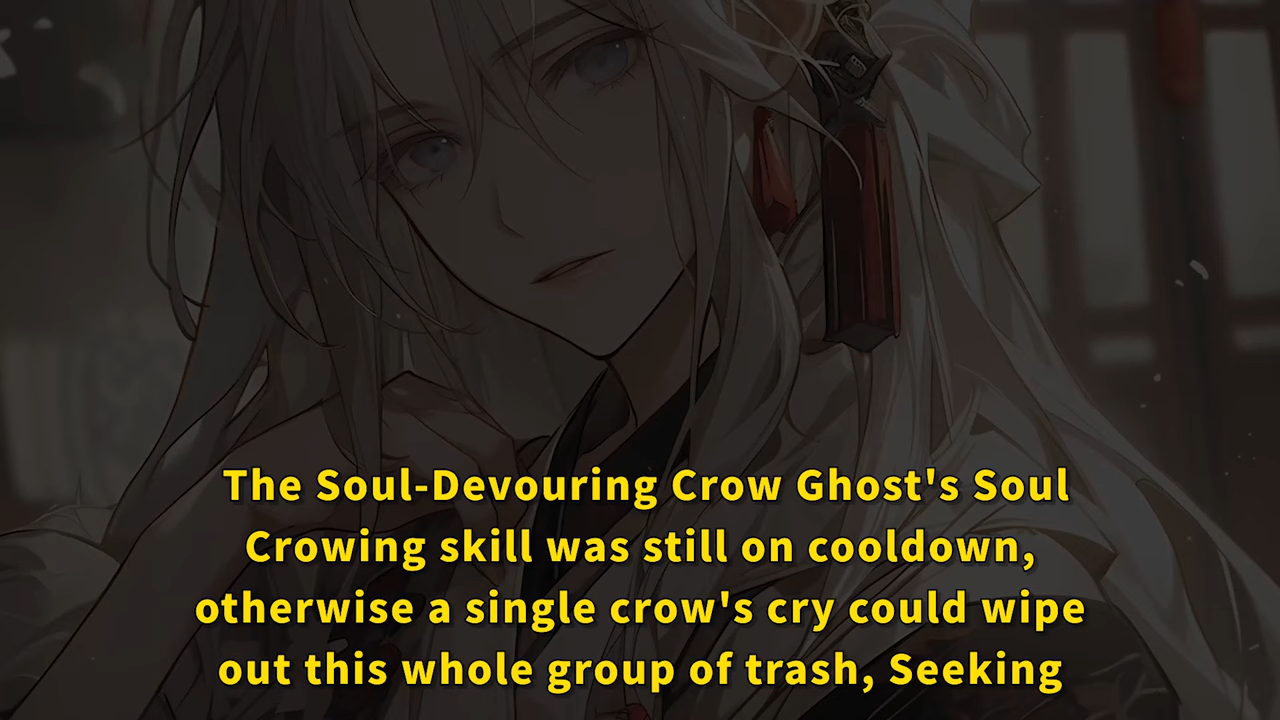 The Soul-Devouring Crow Ghost's Soul
Crowing skill was still on cooldown,
otherwise a single crow's cry could wipe
out this whole group of trash, Seeking